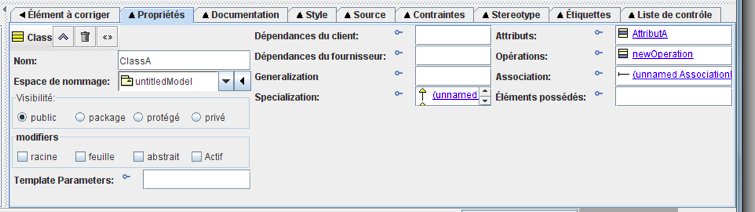 Élément à corriger Propriétés Documentation Style Source Contraintes Stereotype Étiquettes Liste de contrôle
Class
Nom: ClassA
Espace de nommage: untitledModel
Visibilité:
public package protégé privé
modifiers
racine feuille abstrait Actif
Template Parameters:
Dépendances du client:
Dépendances du fournisseur:
Generalization
Specialization: (unnamed
Attributs: AttributA
Opérations: newOperation
Association: (unnamed Association
Éléments possédés: